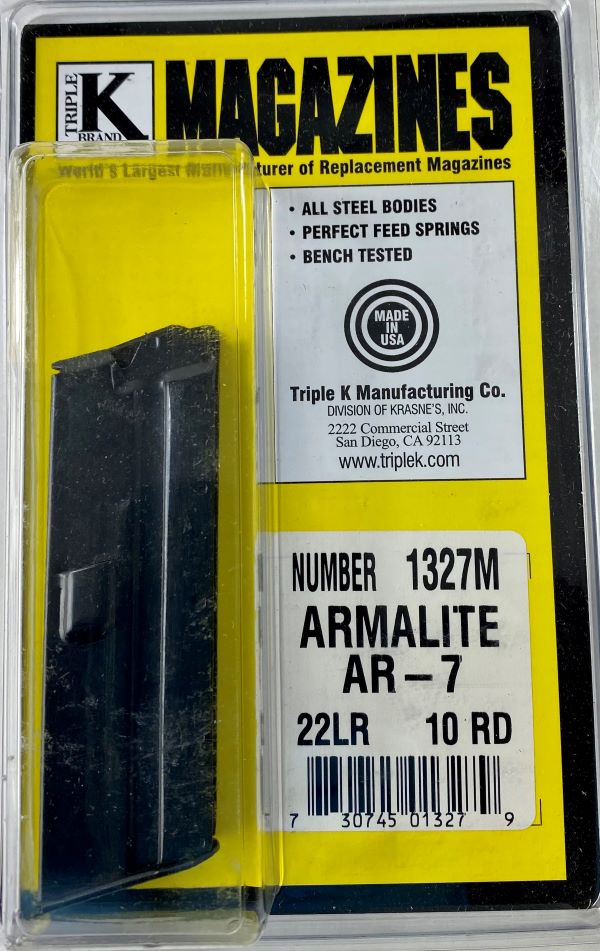 TRIPLE
K
BRAND
MAGAZINES
World's Largest Manufacturer of Replacement Magazines
• ALL STEEL BODIES
• PERFECT FEED SPRINGS
• BENCH TESTED
MADE
IN
USA
Triple K Manufacturing Co.
DIVISION OF KRASNE'S, INC.
2222 Commercial Street
San Diego, CA 92113
www.triplek.com
NUMBER 1327M
ARMALITE
AR-7
22LR 10 RD
7 30745 01327 9